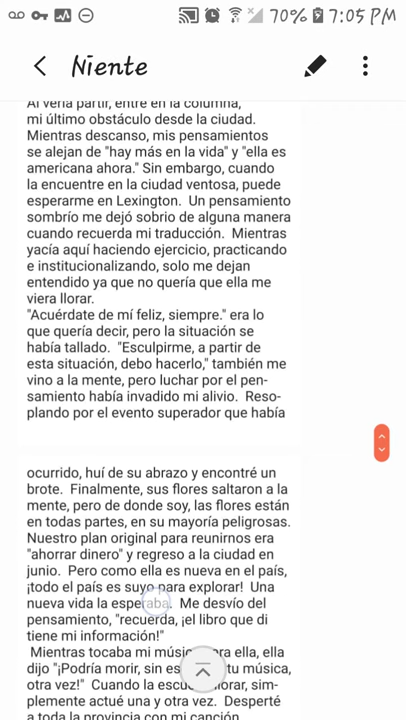 70% 7:05 PM
Niente
Al verla partir, entré en la columna,
mi último obstáculo desde la ciudad.
Mientras descanso, mis pensamientos
se alejan de "hay más en la vida" y "ella es
americana ahora." Sin embargo, cuando
la encuentre en la ciudad ventosa, puede
esperarme en Lexington. Un pensamiento
sombrío me dejó sobrio de alguna manera
cuando recuerda mi traducción. Mientras
yacía aquí haciendo ejercicio, practicando
e institucionalizando, solo me dejan
entendido ya que no quería que ella me
viera llorar.
"Acuérdate de mí feliz, siempre." era lo
que quería decir, pero la situación se
había tallado. "Esculpirme, a partir de
esta situación, debo hacerlo," también me
vino a la mente, pero luchar por el pen-
samiento había invadido mi alivio. Reso-
plando por el evento superador que había
ocurrido, huí de su abrazo y encontré un
brote. Finalmente, sus flores saltaron a la
mente, pero de donde soy, las flores están
en todas partes, en su mayoría peligrosas.
Nuestro plan original para reunirnos era
"ahorrar dinero" y regreso a la ciudad en
junio. Pero como ella es nueva en el país,
¡todo el país es suyo para explorar! Una
nueva vida la esperaba. Me desvío del
pensamiento, "recuerda, ¡el libro que di
tiene mi información!"
Mientras tocaba mi música para ella, ella
dijo "¡Podría morir, sin es tu música,
otra vez!" Cuando la escu lorar, sim-
plemente actué una y otra vez. Desperté
a toda la provincia con mi canción